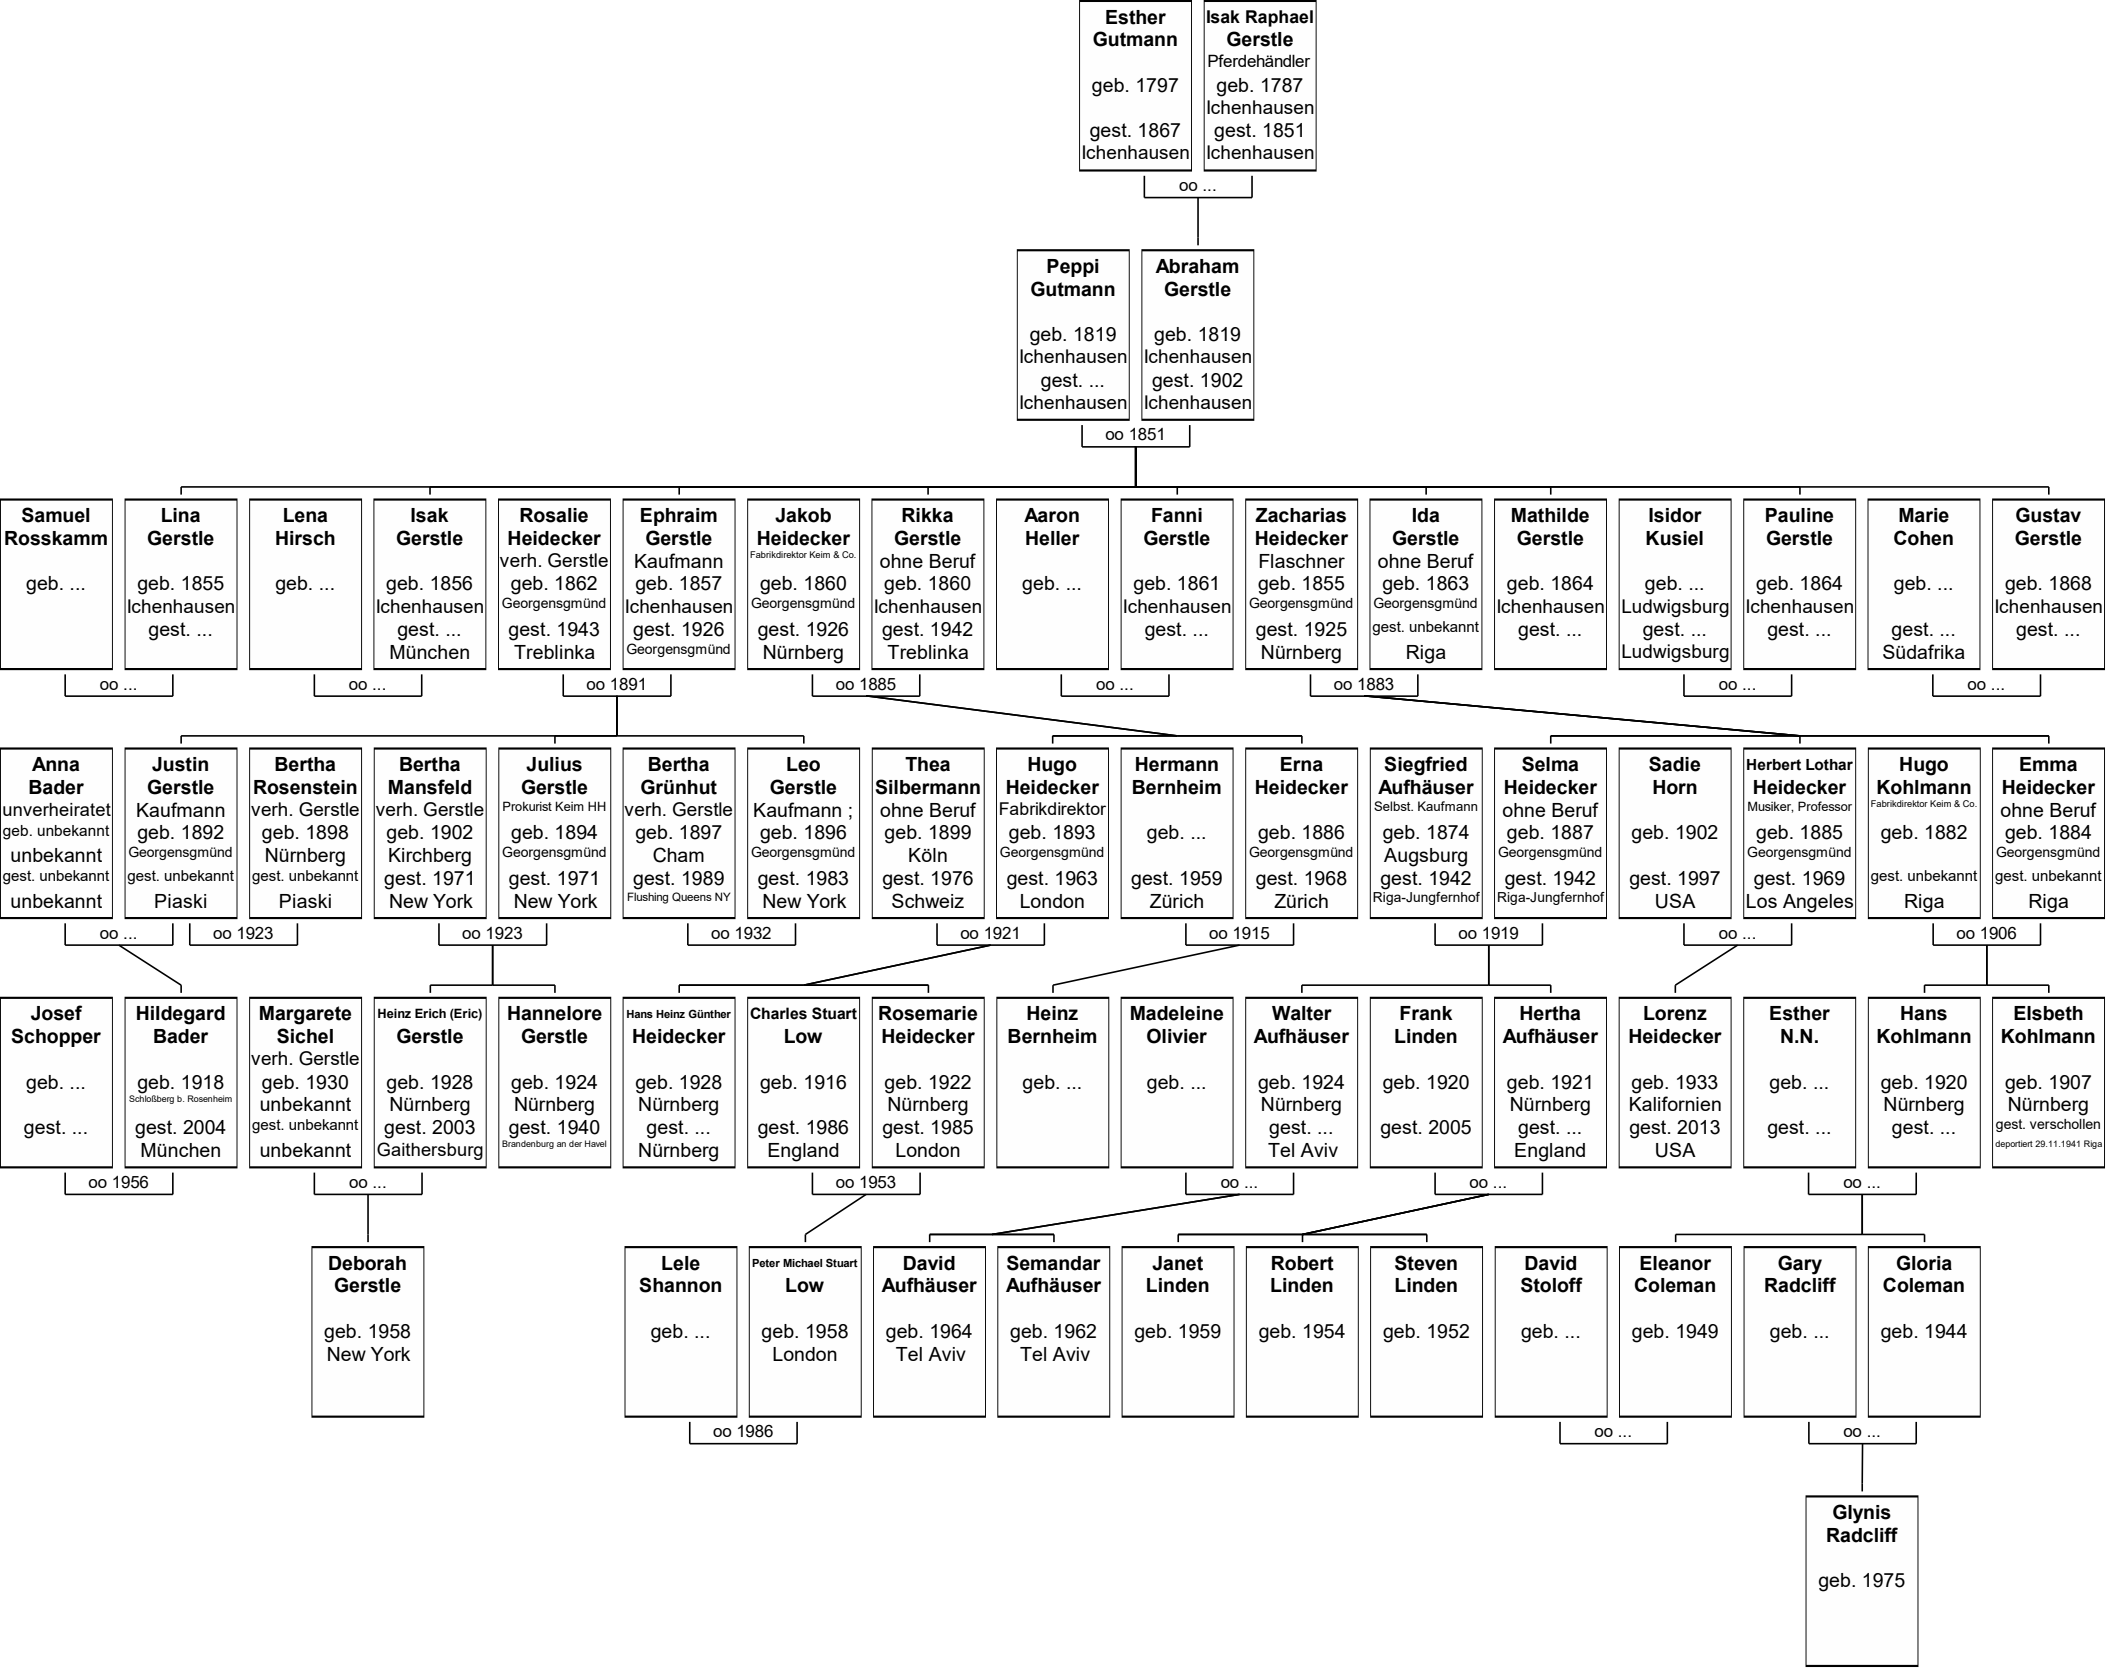 Esther
Gutmann
geb. 1797
gest. 1867
Ichenhausen
Isak Raphael
Gerstle
Pferdehändler
geb. 1787
Ichenhausen
gest. 1851
Ichenhausen
oo ...
Peppi
Gutmann
geb. 1819
Ichenhausen
gest. ...
Ichenhausen
Abraham
Gerstle
geb. 1819
Ichenhausen
gest. 1902
Ichenhausen
oo 1851
Samuel
Rosskamm
geb. ...
Lina
Gerstle
geb. 1855
Ichenhausen
gest. ...
Lena
Hirsch
geb. ...
Isak
Gerstle
geb. 1856
Ichenhausen
gest. ...
München
Rosalie
Heidecker
verh. Gerstle
geb. 1862
Georgensgmünd
gest. 1943
Treblinka
Ephraim
Gerstle
Kaufmann
geb. 1857
Ichenhausen
gest. 1926
Georgensgmünd
Jakob
Heidecker
Fabrikdirektor Keim & Co.
geb. 1860
Georgensgmünd
gest. 1926
Nürnberg
Rikka
Gerstle
ohne Beruf
geb. 1860
Ichenhausen
gest. 1942
Treblinka
Aaron
Heller
geb. ...
Fanni
Gerstle
geb. 1861
Ichenhausen
gest. ...
Zacharias
Heidecker
Flaschner
geb. 1855
Georgensgmünd
gest. 1925
Nürnberg
Ida
Gerstle
ohne Beruf
geb. 1863
Georgensgmünd
gest. unbekannt
Riga
Mathilde
Gerstle
geb. 1864
Ichenhausen
gest. ...
Isidor
Kusiel
geb. ...
Ludwigsburg
gest. ...
Ludwigsburg
Pauline
Gerstle
geb. 1864
Ichenhausen
gest. ...
Marie
Cohen
geb. ...
gest. ...
Südafrika
Gustav
Gerstle
geb. 1868
Ichenhausen
gest. ...
oo ...
oo ...
oo 1891
oo 1885
oo ...
oo 1883
oo ...
oo ...
Anna
Bader
unverheiratet
geb. unbekannt
unbekannt
gest. unbekannt
unbekannt
Justin
Gerstle
Kaufmann
geb. 1892
Georgensgmünd
gest. unbekannt
Piaski
Bertha
Rosenstein
verh. Gerstle
geb. 1898
Nürnberg
gest. unbekannt
Piaski
Bertha
Mansfeld
verh. Gerstle
geb. 1902
Kirchberg
gest. 1971
New York
Julius
Gerstle
Prokurist Keim HH
geb. 1894
Georgensgmünd
gest. 1971
New York
Bertha
Grünhut
verh. Gerstle
geb. 1897
Cham
gest. 1989
Flushing Queens NY
Leo
Gerstle
Kaufmann ;
geb. 1896
Georgensgmünd
gest. 1983
New York
Thea
Silbermann
ohne Beruf
geb. 1899
Köln
gest. 1976
Schweiz
Hugo
Heidecker
Fabrikdirektor
geb. 1893
Georgensgmünd
gest. 1963
London
Hermann
Bernheim
geb. ...
gest. 1959
Zürich
Erna
Heidecker
geb. 1886
Georgensgmünd
gest. 1968
Zürich
Siegfried
Aufhäuser
Selbst. Kaufmann
geb. 1874
Augsburg
gest. 1942
Riga-Jungfernhof
Selma
Heidecker
ohne Beruf
geb. 1887
Georgensgmünd
gest. 1942
Riga-Jungfernhof
Sadie
Horn
geb. 1902
gest. 1997
USA
Herbert Lothar
Heidecker
Musiker, Professor
geb. 1885
Georgensgmünd
gest. 1969
Los Angeles
Hugo
Kohlmann
Fabrikdirektor Keim & Co.
geb. 1882
gest. unbekannt
Riga
Emma
Heidecker
ohne Beruf
geb. 1884
Georgensgmünd
gest. unbekannt
Riga
oo ...
oo 1923
oo 1923
oo 1932
oo 1921
oo 1915
oo 1919
oo ...
oo 1906
Josef
Schopper
geb. ...
gest. ...
Hildegard
Bader
geb. 1918
Schloßberg b. Rosenheim
gest. 2004
München
Margarete
Sichel
verh. Gerstle
geb. 1930
unbekannt
gest. unbekannt
unbekannt
Heinz Erich (Eric)
Gerstle
geb. 1928
Nürnberg
gest. 2003
Gaithersburg
Hannelore
Gerstle
geb. 1924
Nürnberg
gest. 1940
Brandenburg an der Havel
Hans Heinz Günther
Heidecker
geb. 1928
Nürnberg
gest. ...
Nürnberg
Charles Stuart
Low
geb. 1916
gest. 1986
England
Rosemarie
Heidecker
geb. 1922
Nürnberg
gest. 1985
London
Heinz
Bernheim
geb. ...
Madeleine
Olivier
geb. ...
Walter
Aufhäuser
geb. 1924
Nürnberg
gest. ...
Tel Aviv
Frank
Linden
geb. 1920
gest. 2005
Hertha
Aufhäuser
geb. 1921
Nürnberg
gest. ...
England
Lorenz
Heidecker
geb. 1933
Kalifornien
gest. 2013
USA
Esther
N.N.
geb. ...
gest. ...
Hans
Kohlmann
geb. 1920
Nürnberg
gest. ...
Elsbeth
Kohlmann
geb. 1907
Nürnberg
gest. verschollen
deportiert 29.11.1941 Riga
oo 1956
oo ...
oo 1953
oo ...
oo ...
oo ...
Deborah
Gerstle
geb. 1958
New York
Lele
Shannon
geb. ...
Peter Michael Stuart
Low
geb. 1958
London
David
Aufhäuser
geb. 1964
Tel Aviv
Semandar
Aufhäuser
geb. 1962
Tel Aviv
Janet
Linden
geb. 1959
Robert
Linden
geb. 1954
Steven
Linden
geb. 1952
David
Stoloff
geb. ...
Eleanor
Coleman
geb. 1949
Gary
Radcliff
geb. ...
Gloria
Coleman
geb. 1944
oo 1986
oo ...
oo ...
Glynis
Radcliff
geb. 1975